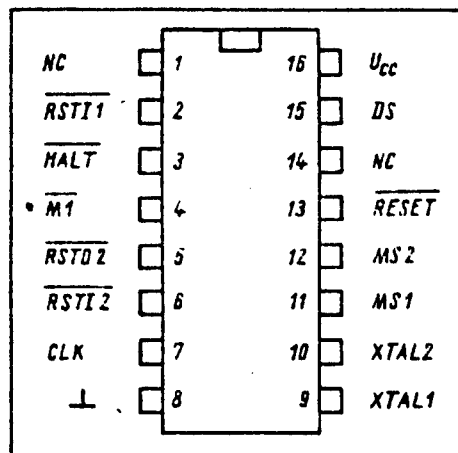 NC 1 16 Ucc
RSTI1 2 15 DS
HALT 3 14 NC
M1 4 13 RESET
RSTO2 5 12 MS2
RSTI2 6 11 MS1
CLK 7 10 XTAL2
⊥ 8 9 XTAL1